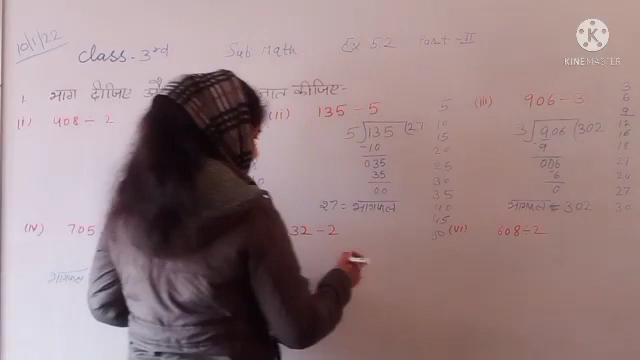 10/1/22
Class - 3rd Sub Math Ex 5.2 Part - II
1. भाग दीजिए ज्ञात कीजिए-
(i) 408 - 2
(ii) 135 - 5
5)135(27
-10
035
35
00
27 = भागफल
5
10
15
20
25
30
35
40
45
50
(iii) 906 - 3
3)906(302
9
006
-6
0
भागफल = 302
3
6
9
12
16
18
21
24
27
30
(iv) 705
भागफल
32 - 2
(vi) 608 - 2
KINEMASTER